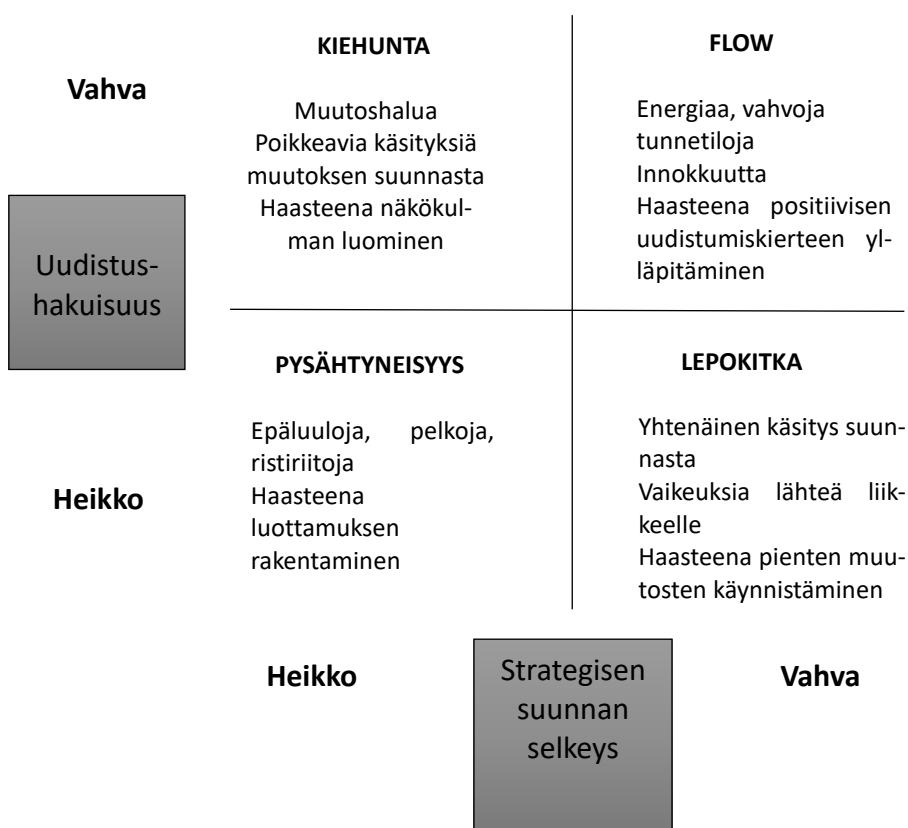 KIEHUNTA
FLOW
Vahva
Muutoshalua
Poikkeavia käsityksiä
muutoksen suunnasta
Haasteena näkökul-
man luominen
Energiaa, vahvoja
tunnetiloja
Innokkuutta
Haasteena positiivisen
uudistumiskierteen yl-
läpitäminen
Uudistus-
hakuisuus
PYSÄHTYNEISYYS
LEPOKITKA
Heikko
Epäluuloja, pelkoja,
ristiriitoja
Haasteena
luottamuksen
rakentaminen
Yhtenäinen käsitys suun-
nasta
Vaikeuksia lähteä liik-
keelle
Haasteena pienten muu-
tosten käynnistäminen
Heikko
Strategisen
suunnan
selkeys
Vahva